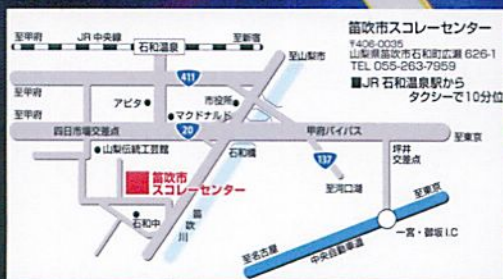 笛吹市スコレーセンター
〒406-0035
山梨県笛吹市石和町広瀬 626-1
TEL 055-263-7959
■JR 石和温泉駅から
タクシーで10分位
至甲府
JR 中央線
石和温泉
至新宿
至山梨市
411
至甲府
アピタ
市役所
マクドナルド
至甲府
四日市場交差点
20
甲府バイパス
至東京
山梨伝統工芸館
石和橋
137
坪井
交差点
笛吹市
スコレーセンター
至河口湖
至東京
石和中
笛吹川
一宮・御坂 I.C
至名古屋
中央自動車道